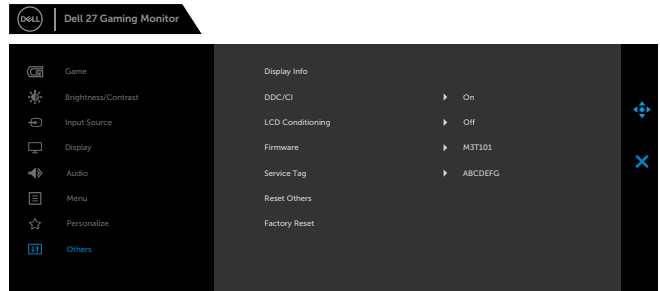 DELL
Dell 27 Gaming Monitor
Game
Display Info
Brightness/Contrast
DDC/CI On
Input Source
LCD Conditioning Off
Display
Firmware M3T101
Audio
Service Tag ABCDEFG
Menu
Reset Others
Personalize
Factory Reset
Others